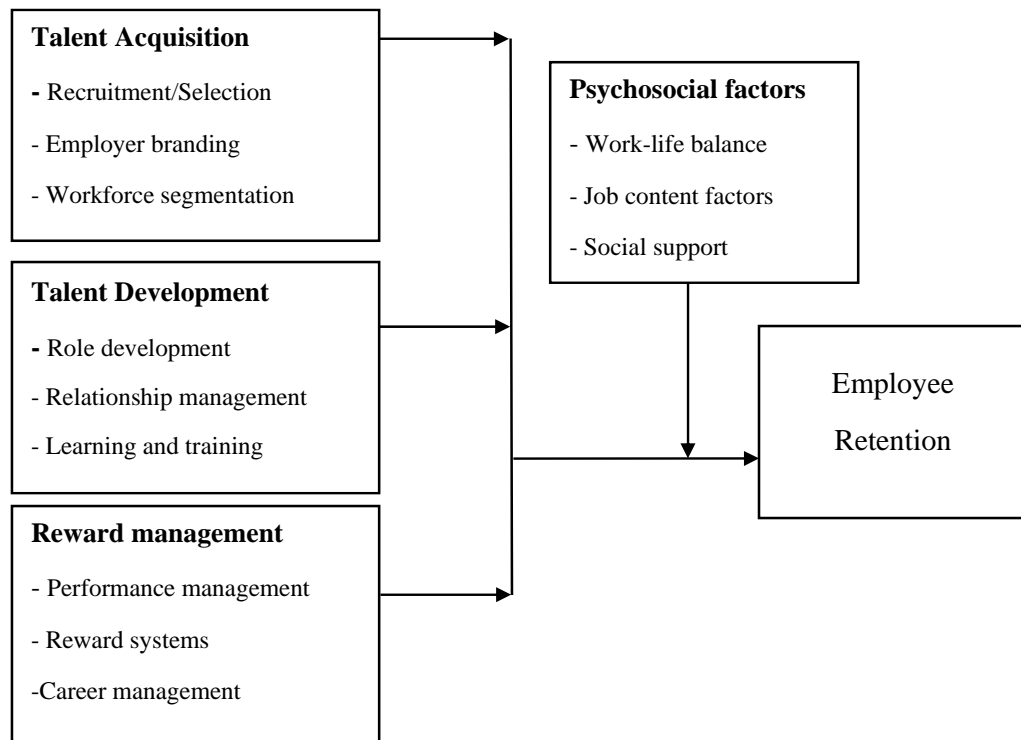 Talent Acquisition
- Recruitment/Selection
- Employer branding
- Workforce segmentation
Psychosocial factors
- Work-life balance
- Job content factors
- Social support
Talent Development
- Role development
- Relationship management
- Learning and training
Employee
Retention
Reward management
- Performance management
- Reward systems
-Career management